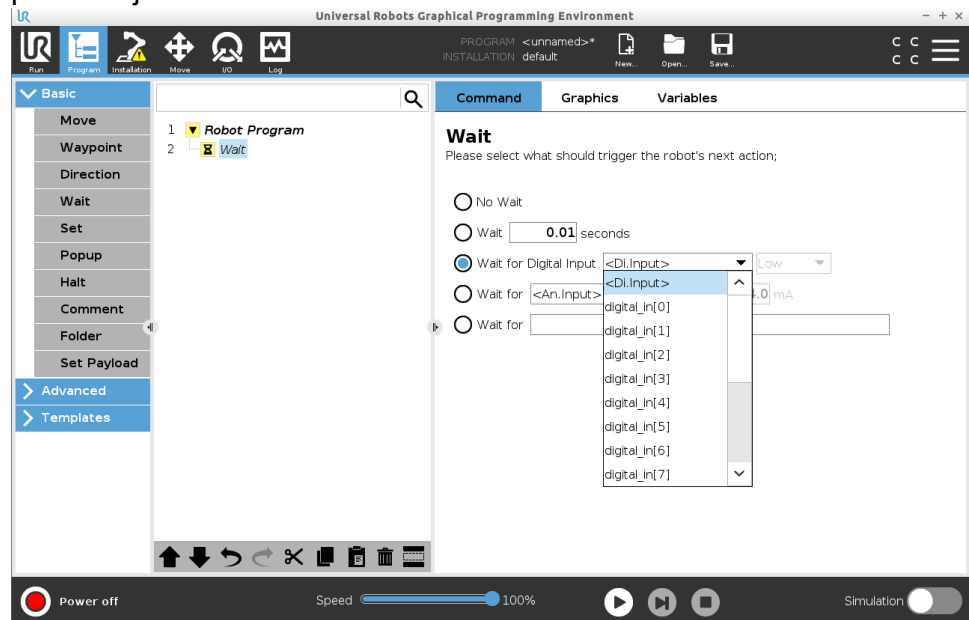 Universal Robots Graphical Programming Environment
PROGRAM <unnamed>*
INSTALLATION default
Run
Program
Installation
Move
I/O
Log
New...
Open...
Save...
C C
C C
Basic
Move
Waypoint
Direction
Wait
Set
Popup
Halt
Comment
Folder
Set Payload
Advanced
Templates
1 Robot Program
2 Wait
Command
Graphics
Variables
Wait
Please select what should trigger the robot's next action;
No Wait
Wait 0.01 seconds
Wait for Digital Input <Di.Input> Low
<Di.Input>
digital_in[0]
digital_in[1]
digital_in[2]
digital_in[3]
digital_in[4]
digital_in[5]
digital_in[6]
digital_in[7]
Wait for <An.Input> .0 mA
Wait for
Power off
Speed 100%
Simulation